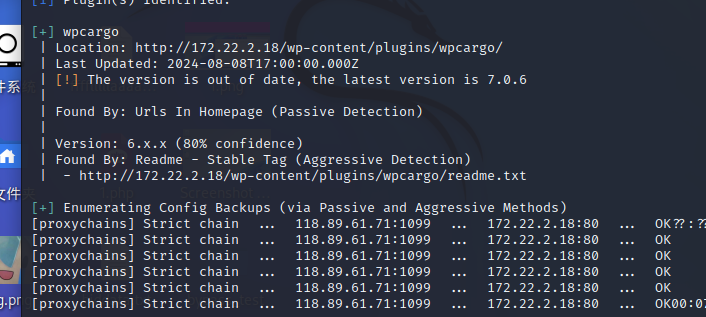 [i] Plugin(s) Identified:
[+] wpcargo
| Location: http://172.22.2.18/wp-content/plugins/wpcargo/
| Last Updated: 2024-08-08T17:00:00.000Z
| [!] The version is out of date, the latest version is 7.0.6
|
| Found By: Urls In Homepage (Passive Detection)
|
| Version: 6.x.x (80% confidence)
| Found By: Readme - Stable Tag (Aggressive Detection)
|  - http://172.22.2.18/wp-content/plugins/wpcargo/readme.txt
[+] Enumerating Config Backups (via Passive and Aggressive Methods)
[proxychains] Strict chain  ...  118.89.61.71:1099  ...  172.22.2.18:80  ...  OK??:??
[proxychains] Strict chain  ...  118.89.61.71:1099  ...  172.22.2.18:80  ...  OK
[proxychains] Strict chain  ...  118.89.61.71:1099  ...  172.22.2.18:80  ...  OK
[proxychains] Strict chain  ...  118.89.61.71:1099  ...  172.22.2.18:80  ...  OK
[proxychains] Strict chain  ...  118.89.61.71:1099  ...  172.22.2.18:80  ...  OK
[proxychains] Strict chain  ...  118.89.61.71:1099  ...  172.22.2.18:80  ...  OK00:0
件系
文件
g.pr